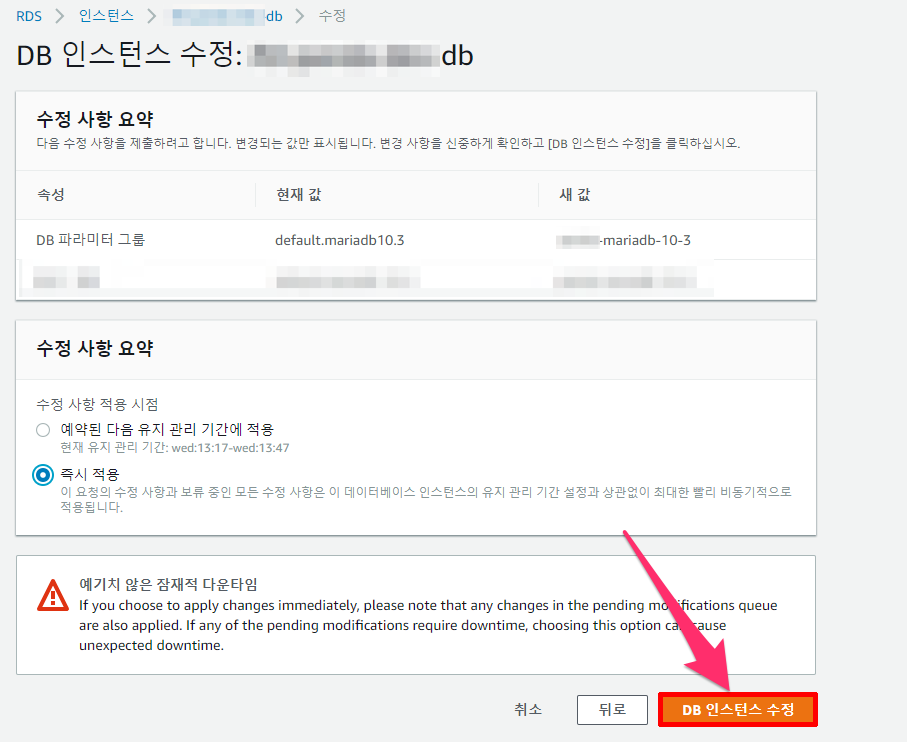 RDS > 인스턴스 > db > 수정
DB 인스턴스 수정: db
수정 사항 요약
다음 수정 사항을 제출하려고 합니다. 변경되는 값만 표시됩니다. 변경 사항을 신중하게 확인하고 [DB 인스턴스 수정]을 클릭하십시오.
속성 현재 값 새 값
DB 파라미터 그룹 default.mariadb10.3 -mariadb-10-3
수정 사항 요약
수정 사항 적용 시점
예약된 다음 유지 관리 기간에 적용
현재 유지 관리 기간: wed:13:17-wed:13:47
즉시 적용
이 요청의 수정 사항과 보류 중인 모든 수정 사항은 이 데이터베이스 인스턴스의 유지 관리 기간 설정과 상관없이 최대한 빨리 비동기적으로
적용됩니다.
예기치 않은 잠재적 다운타임
If you choose to apply changes immediately, please note that any changes in the pending modifications queue
are also applied. If any of the pending modifications require downtime, choosing this option can cause
unexpected downtime.
취소 뒤로 DB 인스턴스 수정